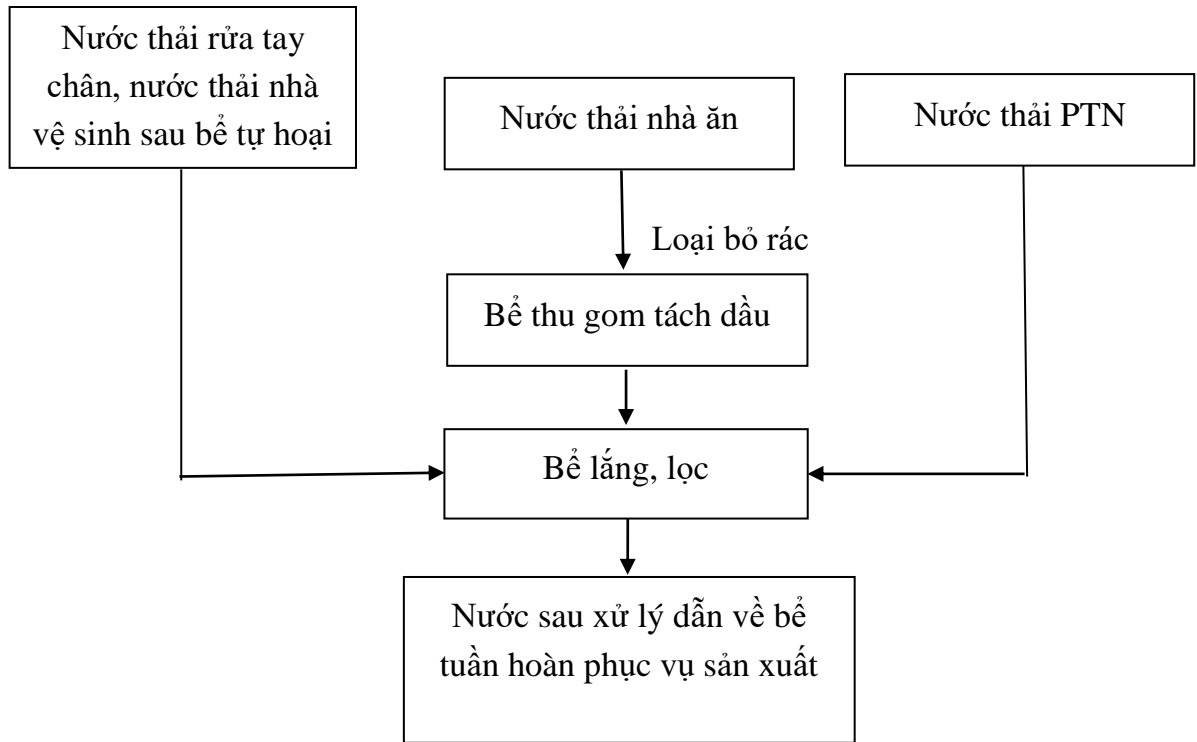 Nước thải rửa tay
chân, nước thải nhà
vệ sinh sau bể tự hoại
Nước thải nhà ăn
Nước thải PTN
Loại bỏ rác
Bể thu gom tách dầu
Bể lắng, lọc
Nước sau xử lý dẫn về bể
tuần hoàn phục vụ sản xuất